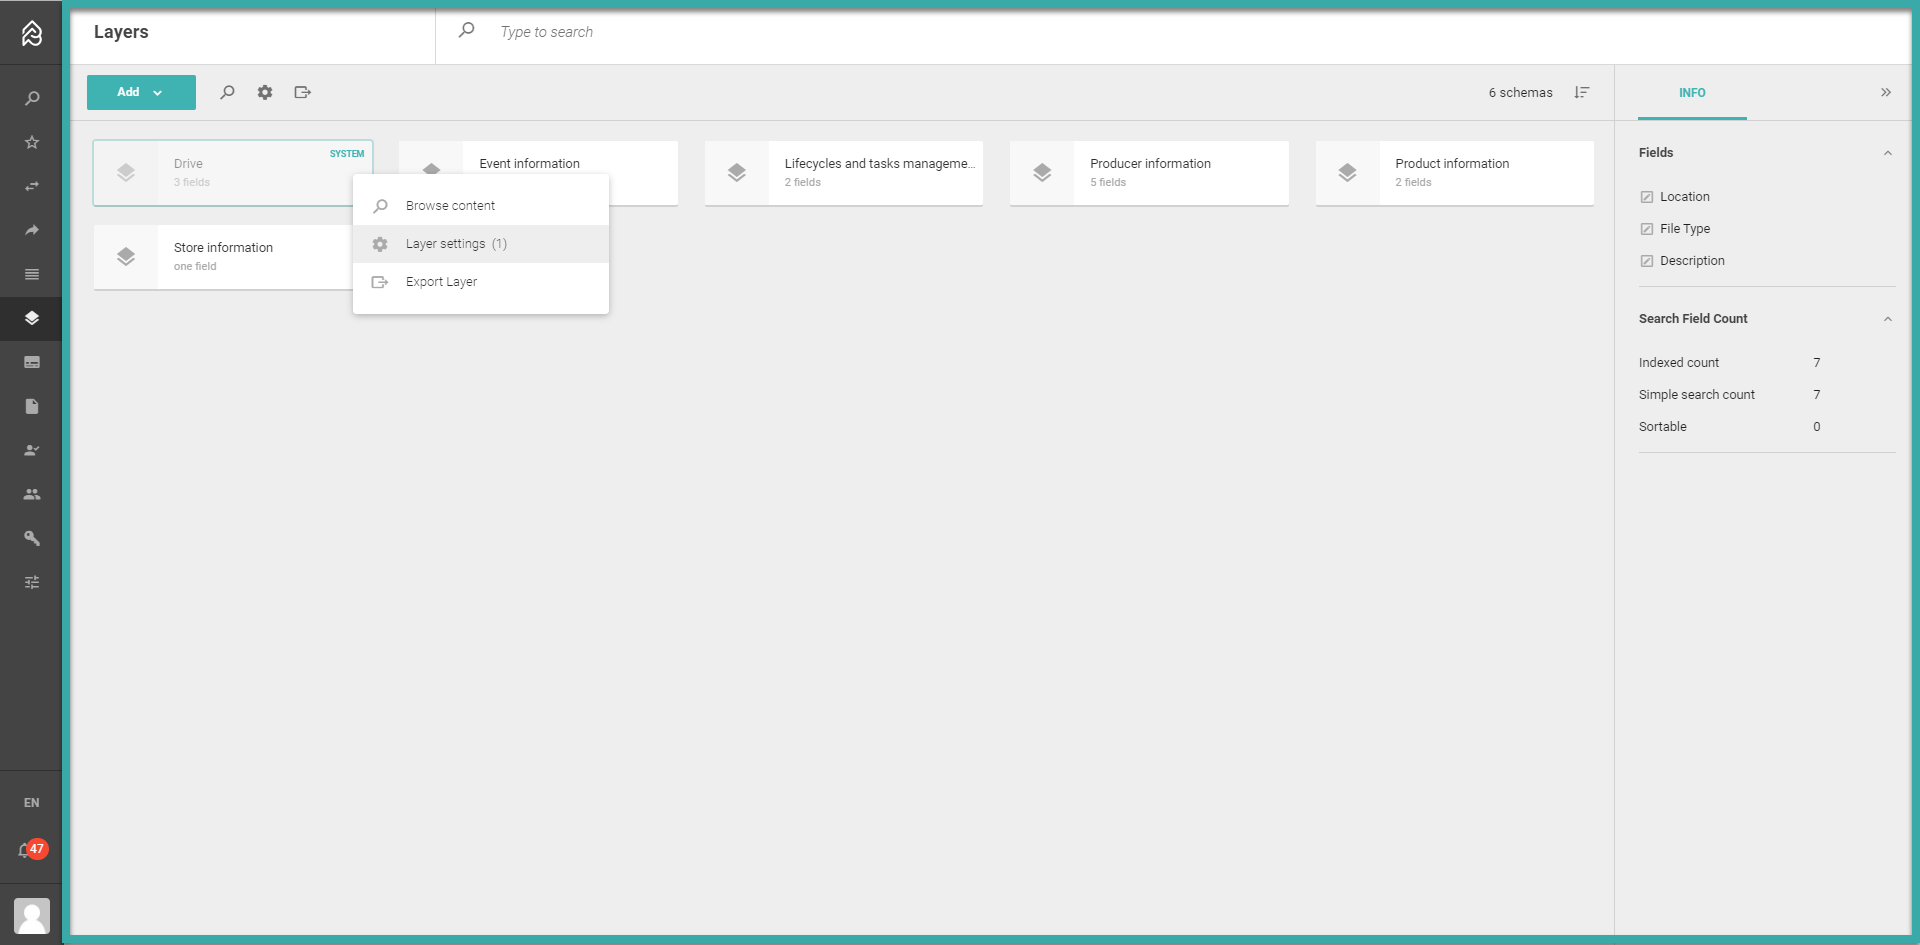 Layers
Type to search
Add
6 schemas
INFO
Drive
SYSTEM
3 fields
Event information
Lifecycles and tasks manageme...
2 fields
Producer information
5 fields
Product information
2 fields
Store information
one field
Browse content
Layer settings (1)
Export Layer
Fields
Location
File Type
Description
Search Field Count
Indexed count 7
Simple search count 7
Sortable 0
EN
47